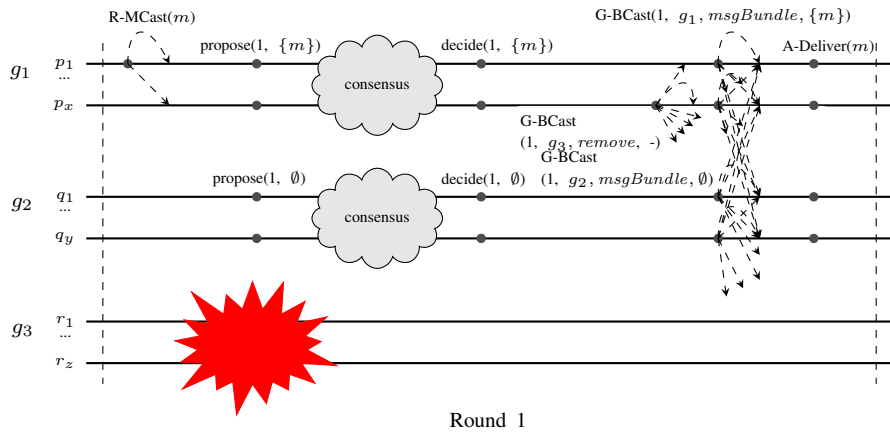 R-MCast(m)
G-BCast(1, g1, msgBundle, {m})
propose(1, {m})
decide(1, {m})
A-Deliver(m)
g1
p1
...
px
consensus
G-BCast
(1, g3, remove, -)
G-BCast
(1, g2, msgBundle, ∅)
propose(1, ∅)
decide(1, ∅)
g2
q1
...
qy
consensus
g3
r1
...
rz
Round 1